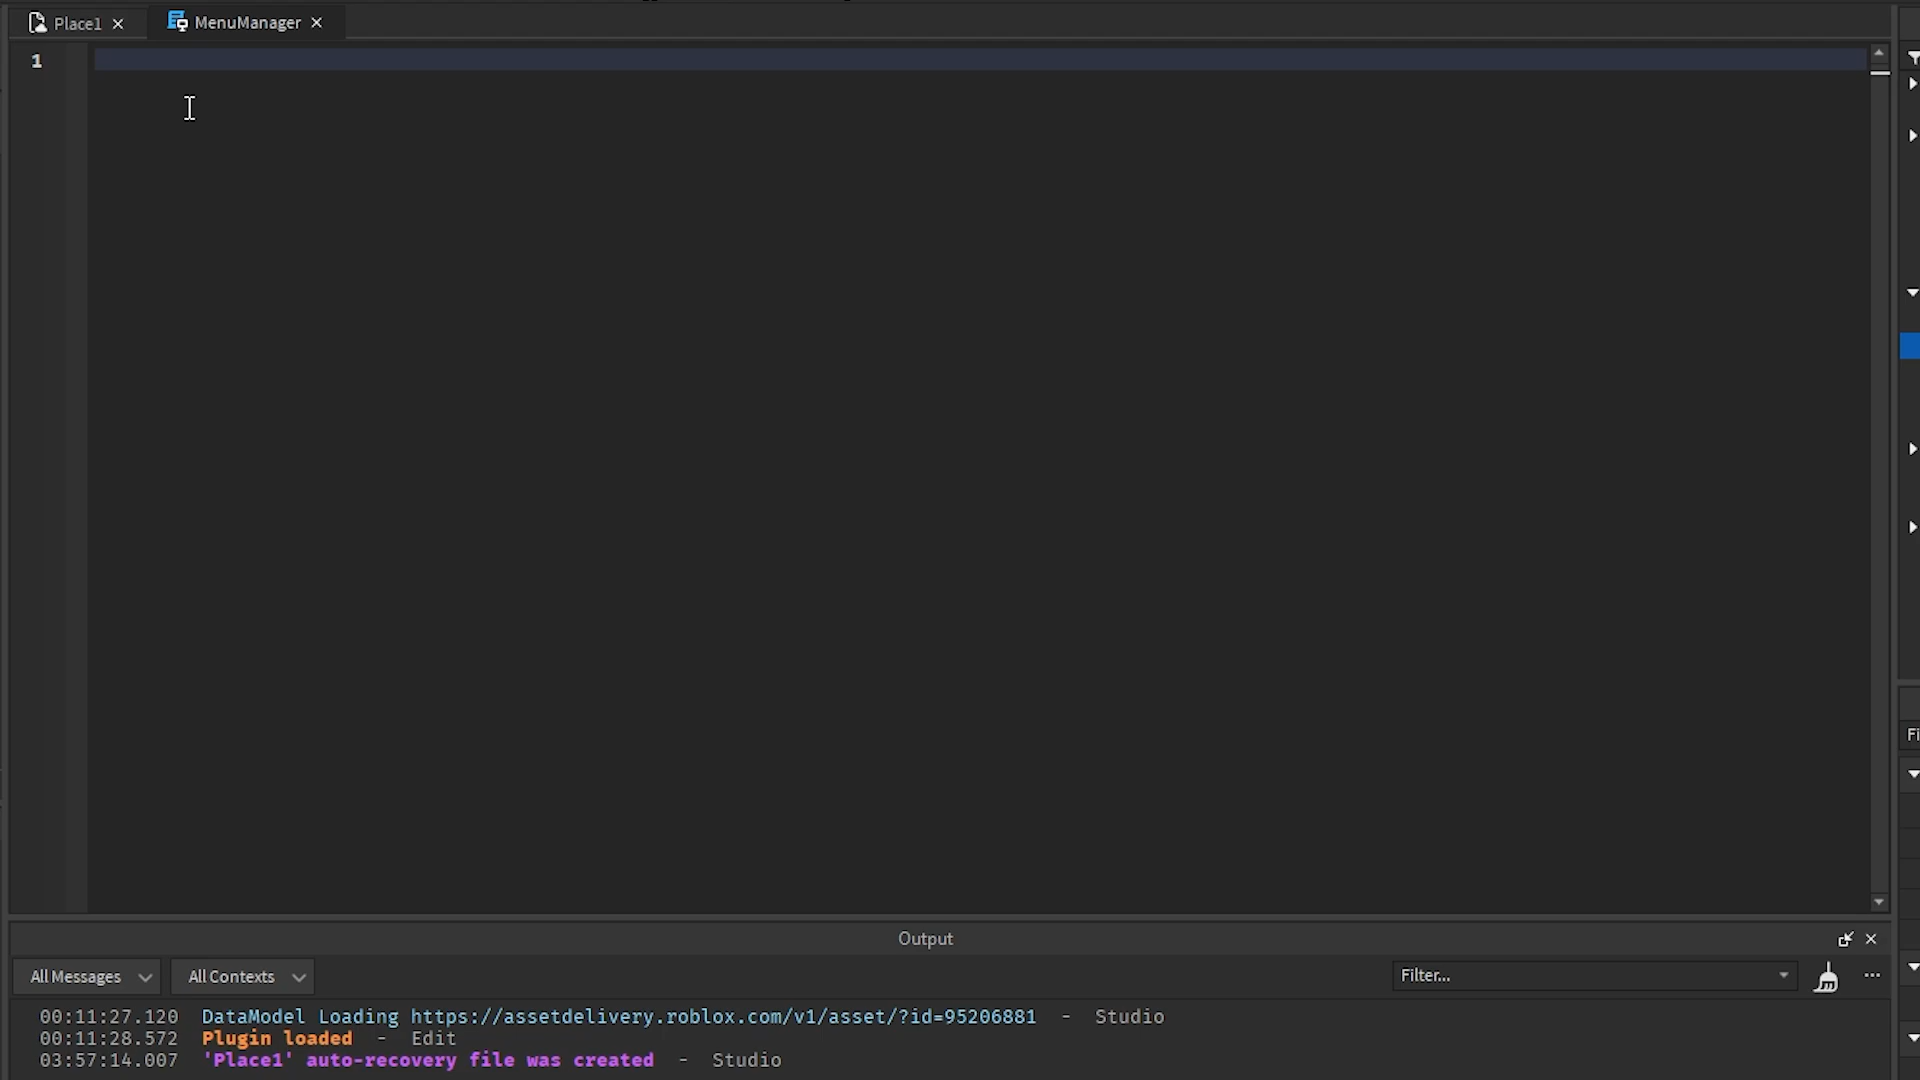 Place1
MenuManager
1
Fi
Output
All Messages
All Contexts
Filter...
00:11:27.120 DataModel Loading https://assetdelivery.roblox.com/v1/asset/?id=95206881 - Studio
00:11:28.572 Plugin loaded - Edit
03:57:14.007 'Place1' auto-recovery file was created - Studio